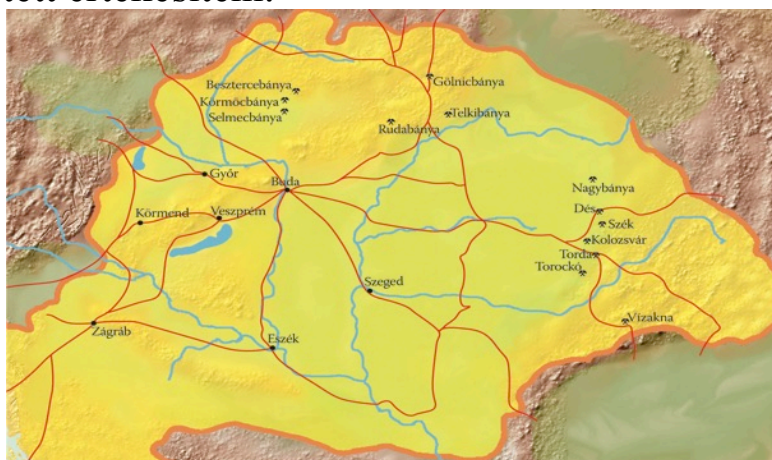 Besztercebánya
Gölnicbánya
Körmöcbánya
Selmecbánya
Telkibánya
Rudabánya
Győr
Buda
Nagybánya
Körmend
Veszprém
Dés
Szék
Kolozsvár
Torda
Torockó
Szeged
Vízakna
Zágráb
Eszék